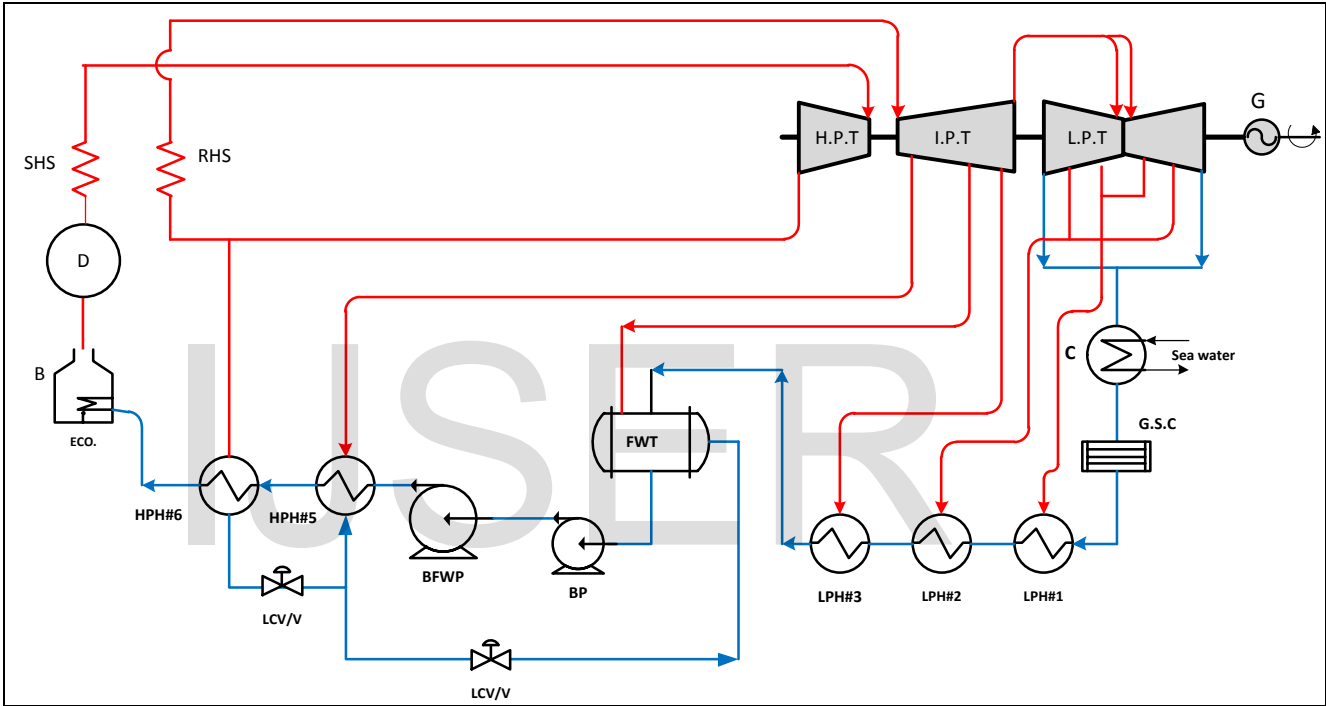 G
H.P.T
I.P.T
L.P.T
SHS
RHS
D
B
ECO.
C
Sea water
G.S.C
FWT
HPH#6
HPH#5
BFWP
BP
LPH#3
LPH#2
LPH#1
LCV/V
LCV/V
IJSER